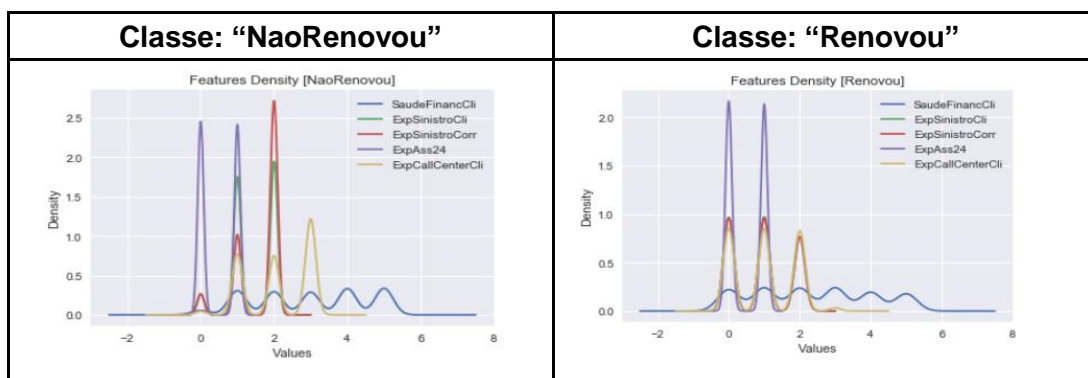 Classe: “NaoRenovou”
Classe: “Renovou”
Features Density [NaoRenovou]
SaudeFinancCli
ExpSinistroCli
ExpSinistroCorr
ExpAss24
ExpCallCenterCli
2.5
2.0
1.5
1.0
0.5
0.0
Density
−2 0 2 4 6 8
Values
Features Density [Renovou]
SaudeFinancCli
ExpSinistroCli
ExpSinistroCorr
ExpAss24
ExpCallCenterCli
2.0
1.5
1.0
0.5
0.0
Density
−2 0 2 4 6 8
Values